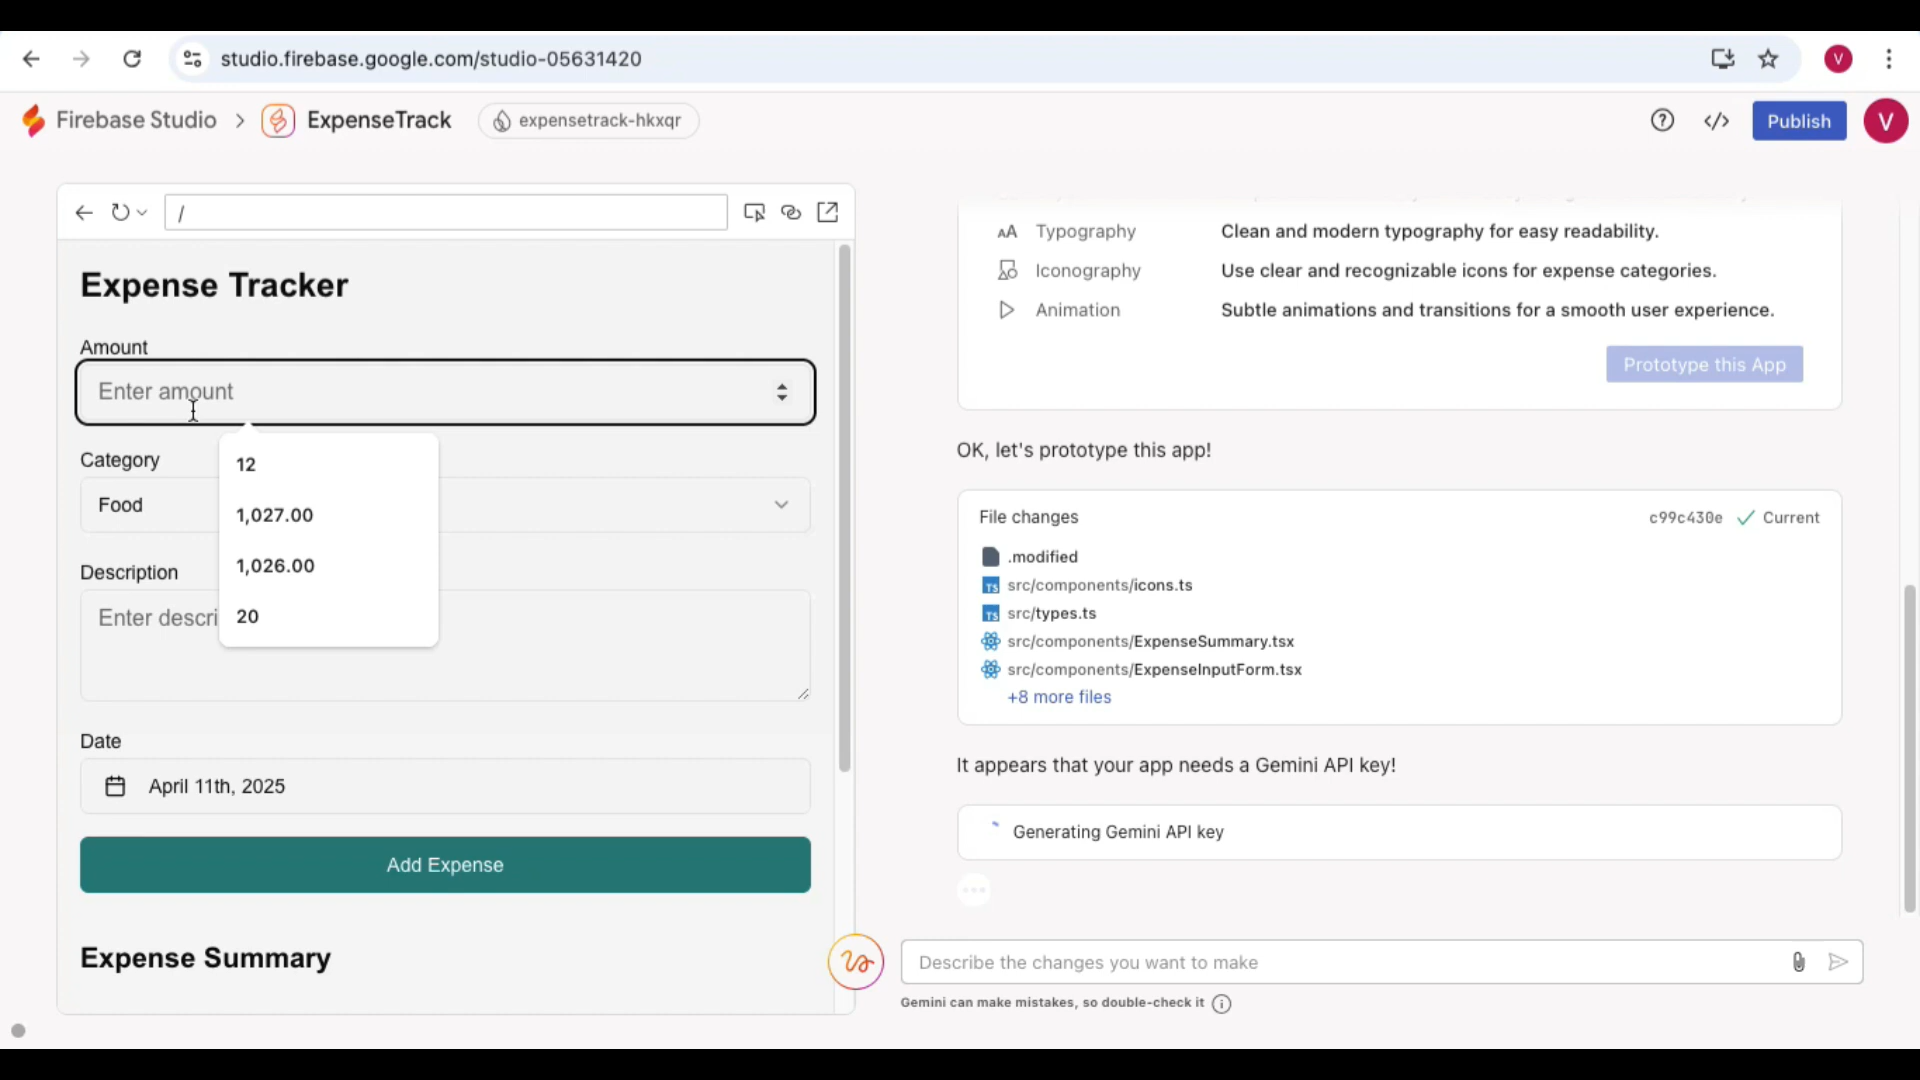 studio.firebase.google.com/studio-05631420
V
Firebase Studio > ExpenseTrack expensetrack-hkxqr
</> Publish V
/
Expense Tracker
Amount
Enter amount
12
1,027.00
1,026.00
20
Category
Food
Description
Enter descri
Date
April 11th, 2025
Add Expense
Expense Summary
AA Typography Clean and modern typography for easy readability.
Iconography Use clear and recognizable icons for expense categories.
Animation Subtle animations and transitions for a smooth user experience.
Prototype this App
OK, let's prototype this app!
File changes c99c430e Current
.modified
TS src/components/icons.ts
TS src/types.ts
src/components/ExpenseSummary.tsx
src/components/ExpenseInputForm.tsx
+8 more files
It appears that your app needs a Gemini API key!
Generating Gemini API key
Describe the changes you want to make
Gemini can make mistakes, so double-check it